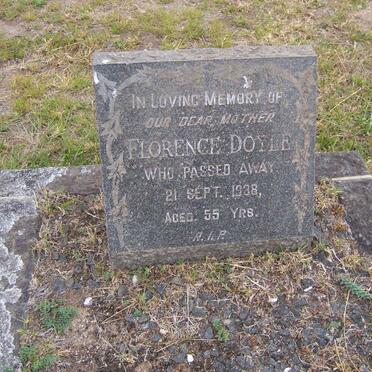 In Loving Memory of
our dear mother
Florence Doyle
who passed away
21 Sept. 1938,
Aged 55 Yrs.
R.I.P.